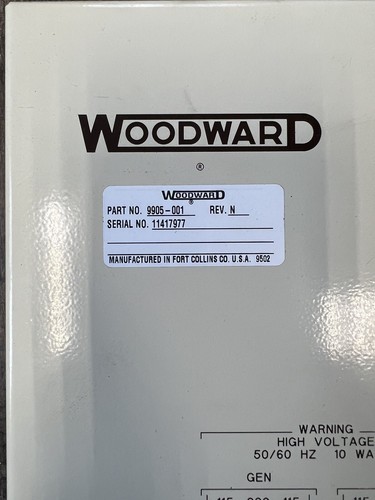 WOODWARD
®
WOODWARD
®
PART NO. 9905-001 REV. N
SERIAL NO. 11417977
MANUFACTURED IN FORT COLLINS CO. U.S.A. 9502
WARNING
HIGH VOLTAGE
50/60 HZ 10 WA
GEN